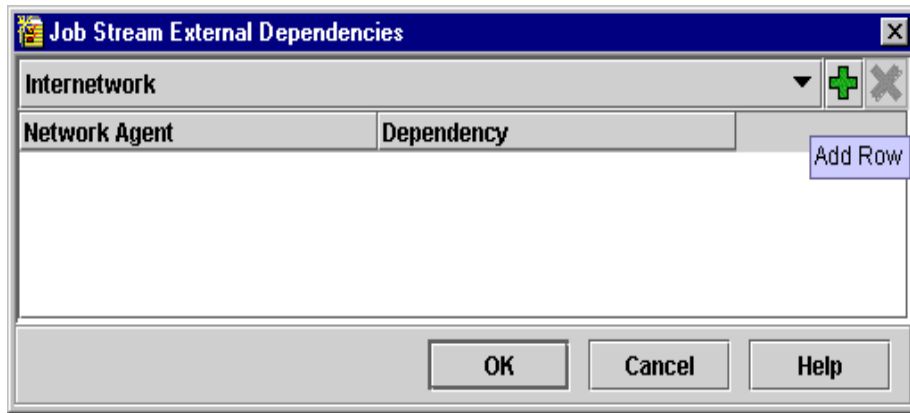 Job Stream External Dependencies
Internetwork
Network Agent Dependency
Add Row
OK Cancel Help